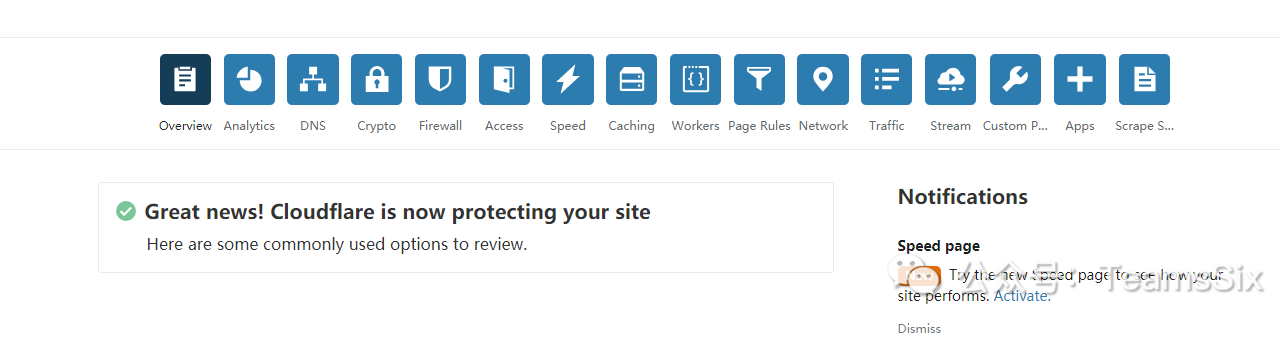 Overview
Analytics
DNS
Crypto
Firewall
Access
Speed
Caching
Workers
Page Rules
Network
Traffic
Stream
Custom P...
Apps
Scrape S...
Great news! Cloudflare is now protecting your site
Here are some commonly used options to review.
Notifications
Speed page
Try the new Speed page to see how your
site performs. Activate.
Dismiss
公众号：TeamsSix